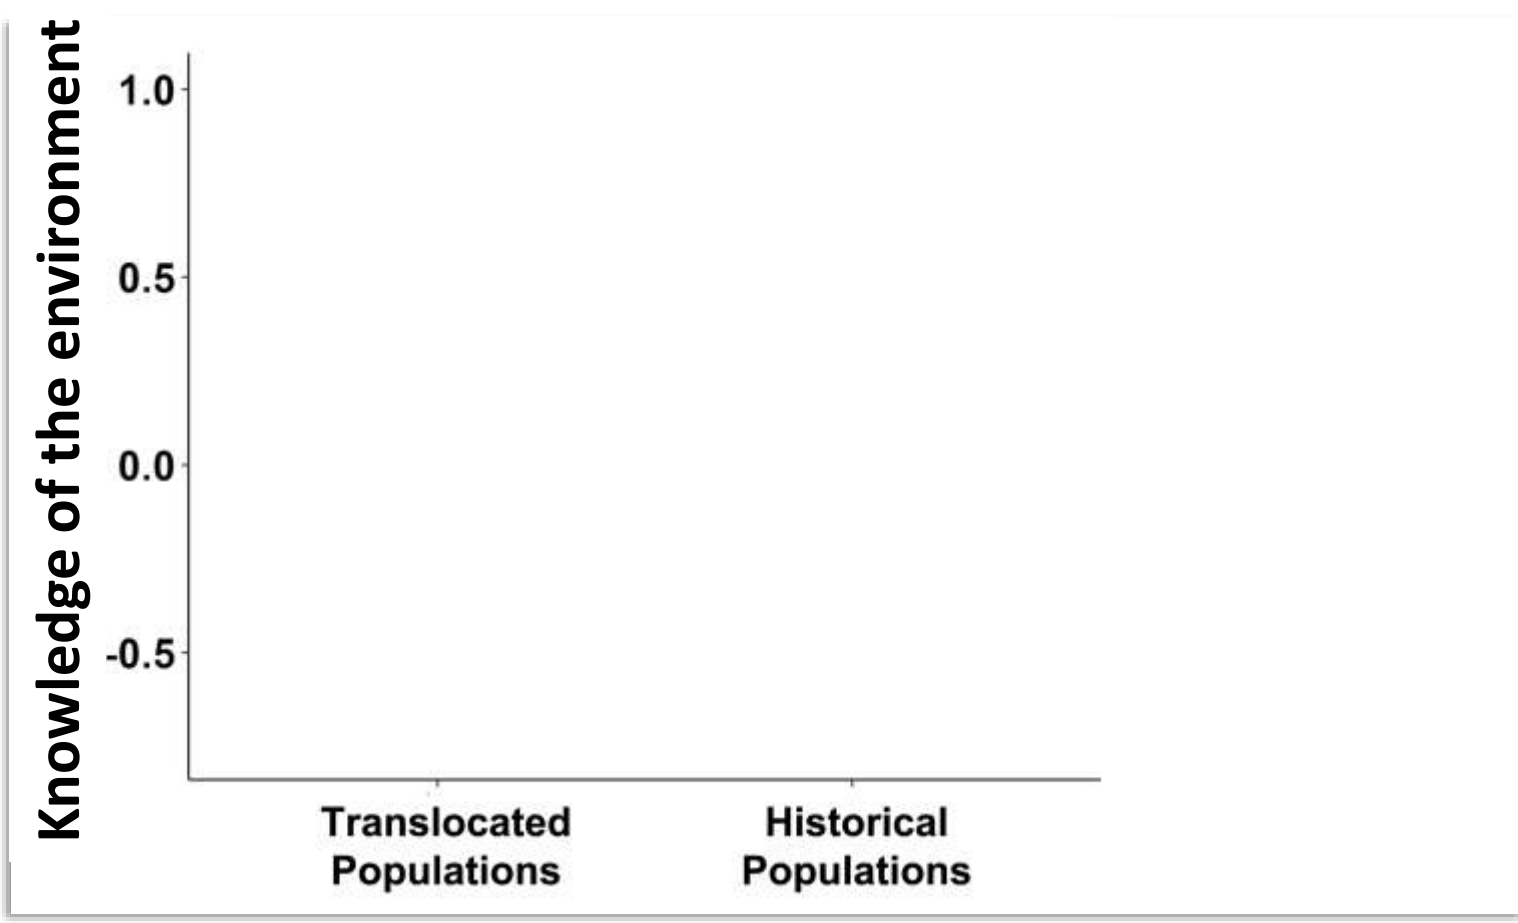 Knowledge of the environment
1.0
0.5
0.0
-0.5
Translocated
Populations
Historical
Populations